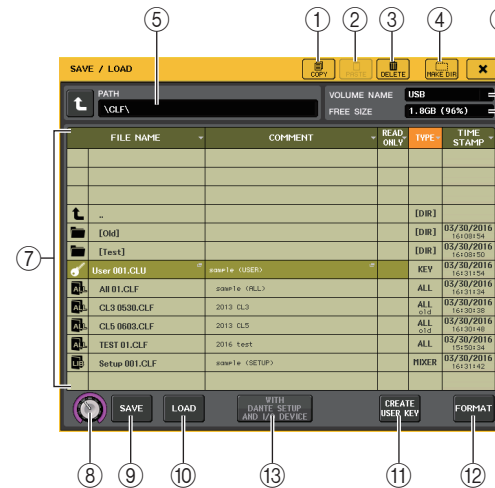 ⑤ ① ② ③ ④
SAVE / LOAD COPY PASTE DELETE MAKE DIR ×
PATH
\CLF\
VOLUME NAME USB
FREE SIZE 1.8GB (96%)
FILE NAME COMMENT READ ONLY TYPE TIME STAMP
.. [DIR]
[Old] [DIR] 03/30/2016 16:08:54
[Test] [DIR] 03/30/2016 16:08:50
User 001.CLU sample (USER) KEY 03/30/2016 16:31:54
ALL All 01.CLF sample (ALL) ALL 03/30/2016 16:31:34
ALL CL3 0530.CLF 2013 CL3 ALL old 03/30/2016 16:30:38
ALL CL5 0603.CLF 2013 CL5 ALL old 03/30/2016 16:30:48
ALL TEST 01.CLF 2016 test ALL 03/30/2016 15:50:34
LIB Setup 001.CLF sample (SETUP) MIXER 03/30/2016 16:31:42
⑦
SAVE LOAD WITH DANTE SETUP AND I/O DEVICE CREATE USER KEY FORMAT
⑧ ⑨ ⑩ ⑬ ⑪ ⑫